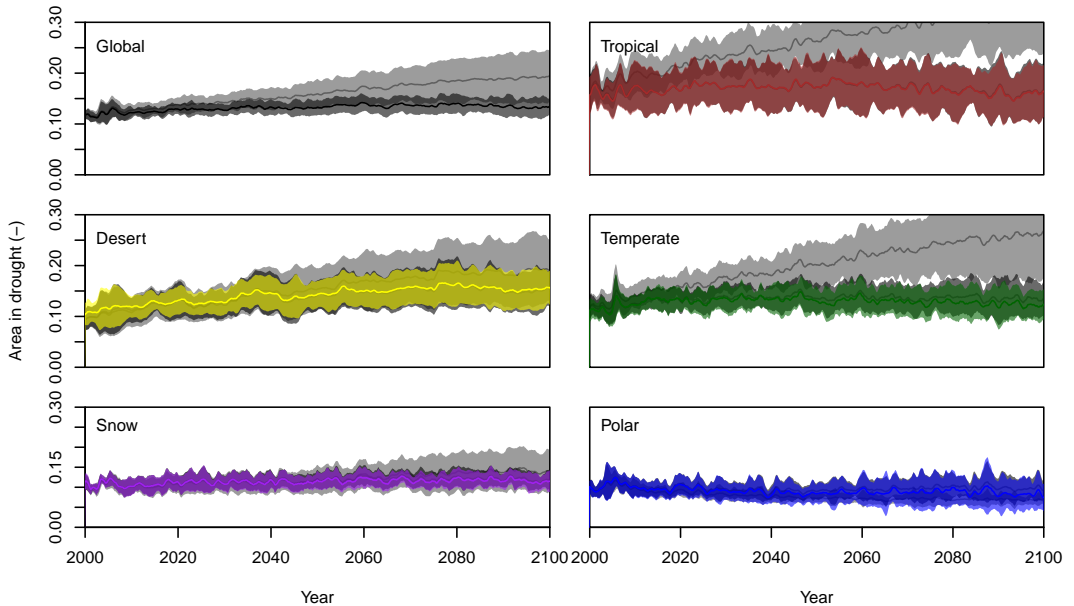 Global
Tropical
0.00 0.10 0.20 0.30
Desert
Temperate
0.00 0.10 0.20 0.30
Area in drought (−)
Snow
Polar
0.00 0.15 0.30
2000 2020 2040 2060 2080 2100
2000 2020 2040 2060 2080 2100
Year
Year